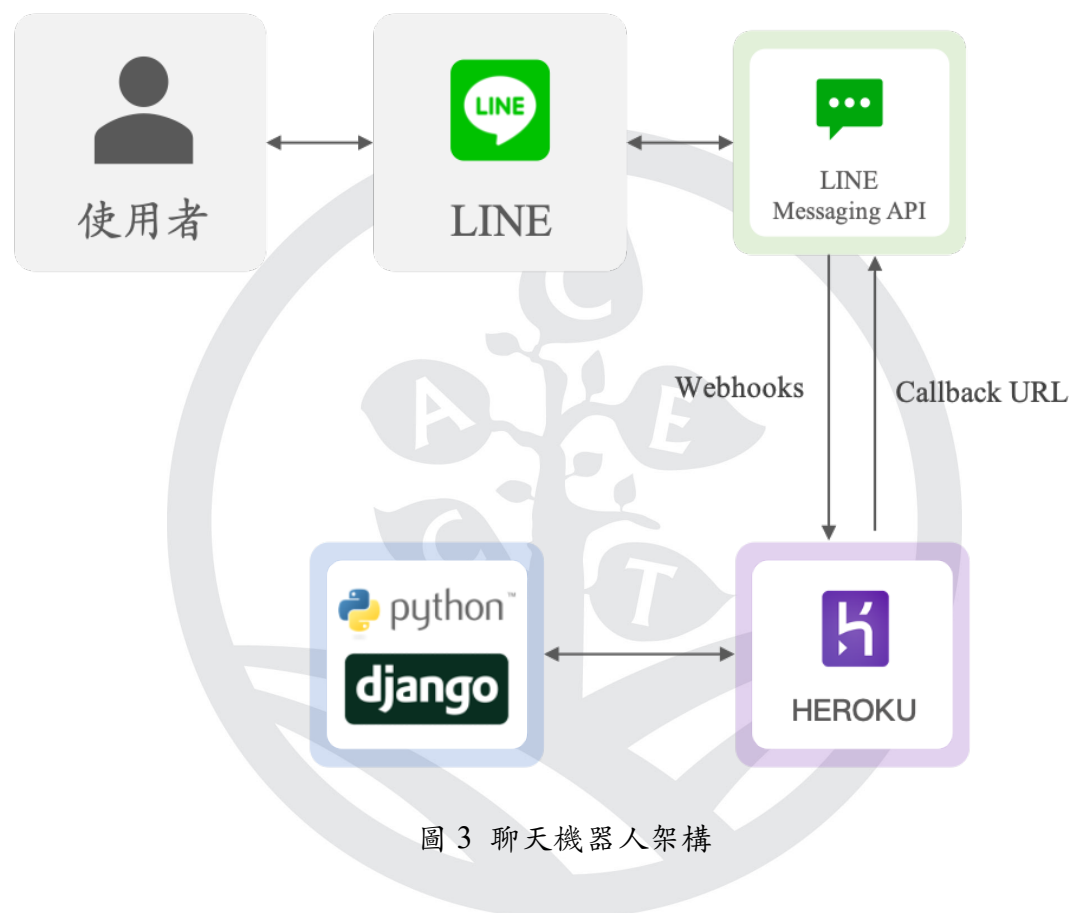 LINE
使用者
LINE
LINE
Messaging API
Webhooks
Callback URL
C
A
E
C
T
python™
django
HEROKU
圖 3 聊天機器人架構